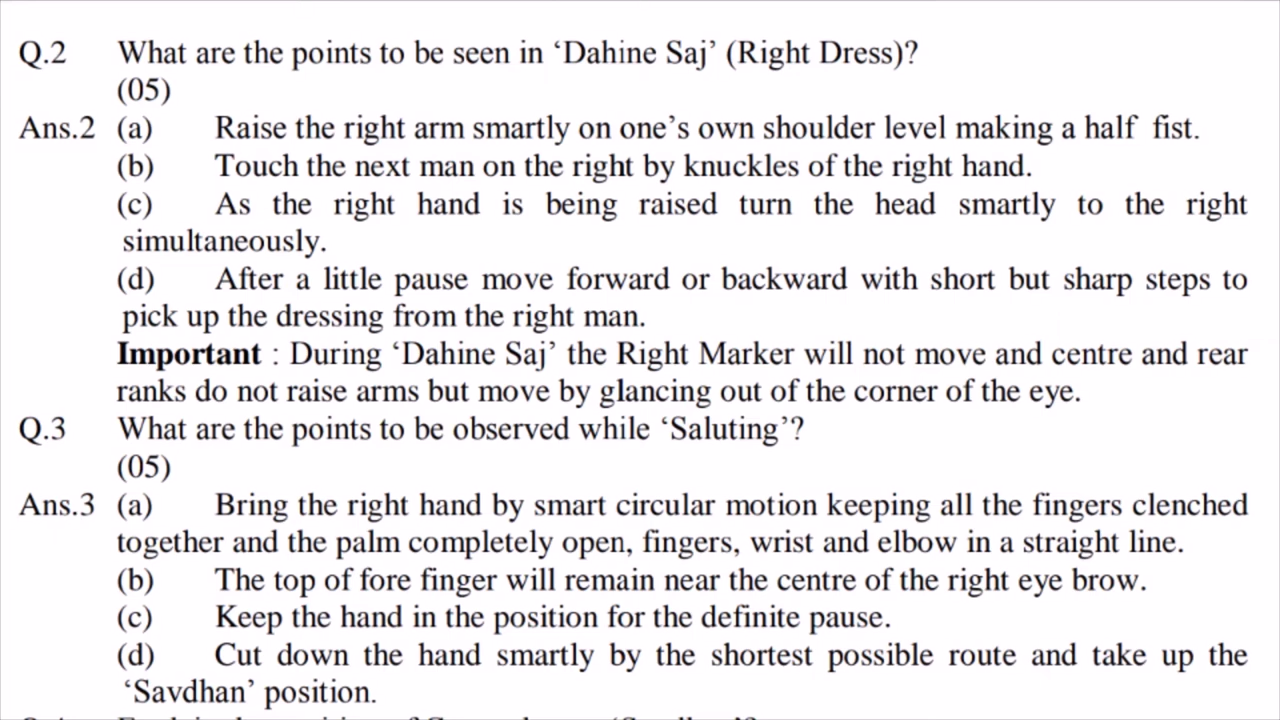 Q.2 What are the points to be seen in ‘Dahine Saj’ (Right Dress)?
(05)
Ans.2 (a) Raise the right arm smartly on one’s own shoulder level making a half fist.
(b) Touch the next man on the right by knuckles of the right hand.
(c) As the right hand is being raised turn the head smartly to the right
simultaneously.
(d) After a little pause move forward or backward with short but sharp steps to
pick up the dressing from the right man.
Important : During ‘Dahine Saj’ the Right Marker will not move and centre and rear
ranks do not raise arms but move by glancing out of the corner of the eye.
Q.3 What are the points to be observed while ‘Saluting’?
(05)
Ans.3 (a) Bring the right hand by smart circular motion keeping all the fingers clenched
together and the palm completely open, fingers, wrist and elbow in a straight line.
(b) The top of fore finger will remain near the centre of the right eye brow.
(c) Keep the hand in the position for the definite pause.
(d) Cut down the hand smartly by the shortest possible route and take up the
‘Savdhan’ position.